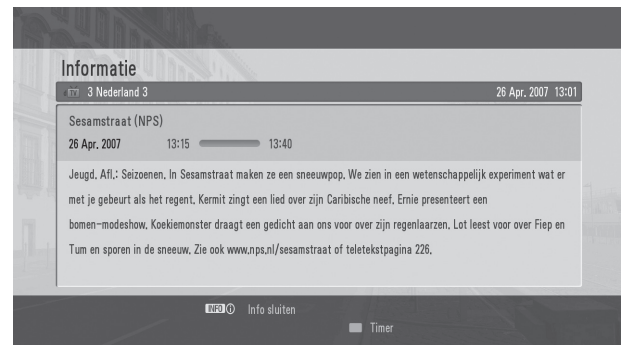 Informatie
TV 3 Nederland 3 26 Apr. 2007 13:01
Sesamstraat (NPS)
26 Apr. 2007 13:15 13:40
Jeugd. Afl.: Seizoenen. In Sesamstraat maken ze een sneeuwpop. We zien in een wetenschappelijk experiment wat er
met je gebeurt als het regent. Kermit zingt een lied over zijn Caribische neef. Ernie presenteert een
bomen-modeshow. Koekiemonster draagt een gedicht aan ons voor over zijn regenlaarzen. Lot leest voor over Fiep en
Tum en sporen in de sneeuw. Zie ook www.nps.nl/sesamstraat of teletekstpagina 226.
INFO i Info sluiten
Timer